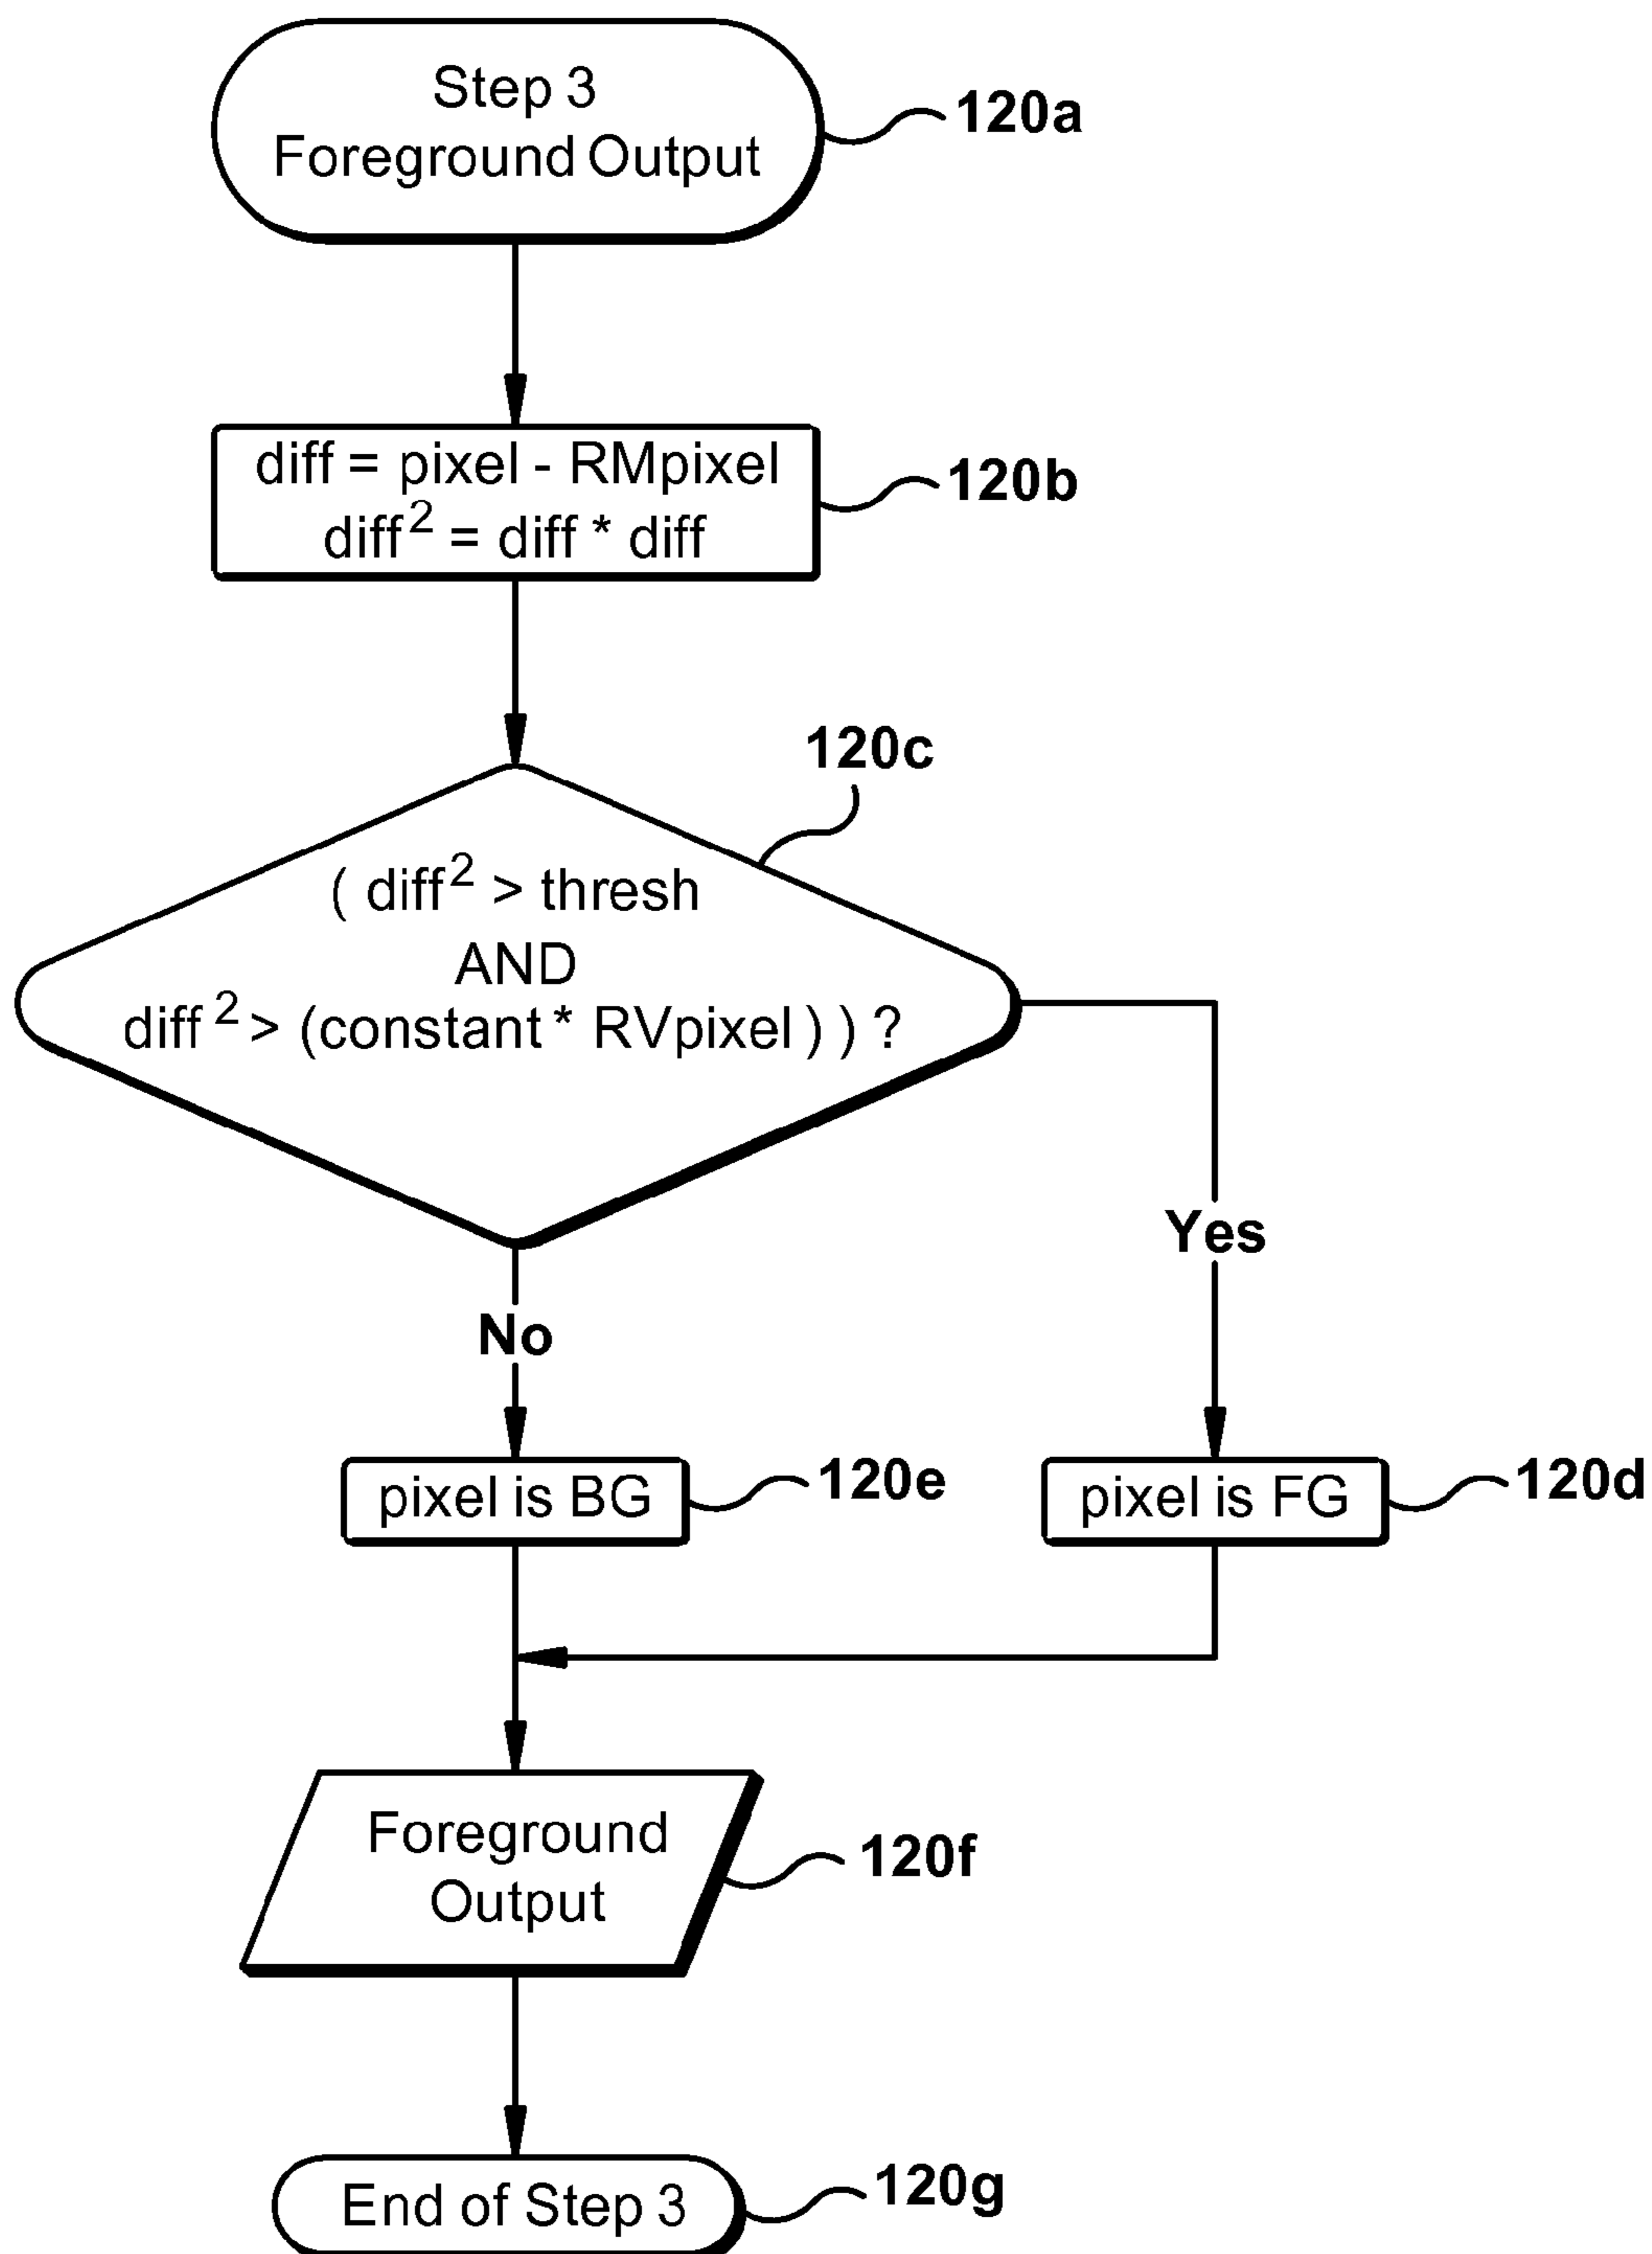 Step 3
Foreground Output
120a
diff = pixel - RMpixel
diff² = diff * diff
120b
120c
( diff² > thresh
AND
diff² > (constant * RVpixel ) ) ?
Yes
No
pixel is BG
120e
pixel is FG
120d
Foreground
Output
120f
End of Step 3
120g